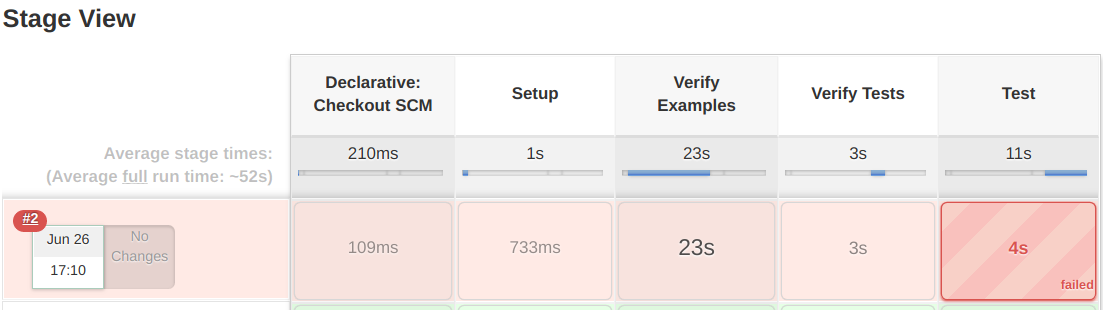 Stage View
Declarative:
Checkout SCM
Setup
Verify
Examples
Verify Tests
Test
Average stage times:
(Average full run time: ~52s)
210ms
1s
23s
3s
11s
#2
Jun 26
17:10
No
Changes
109ms
733ms
23s
3s
4s
failed